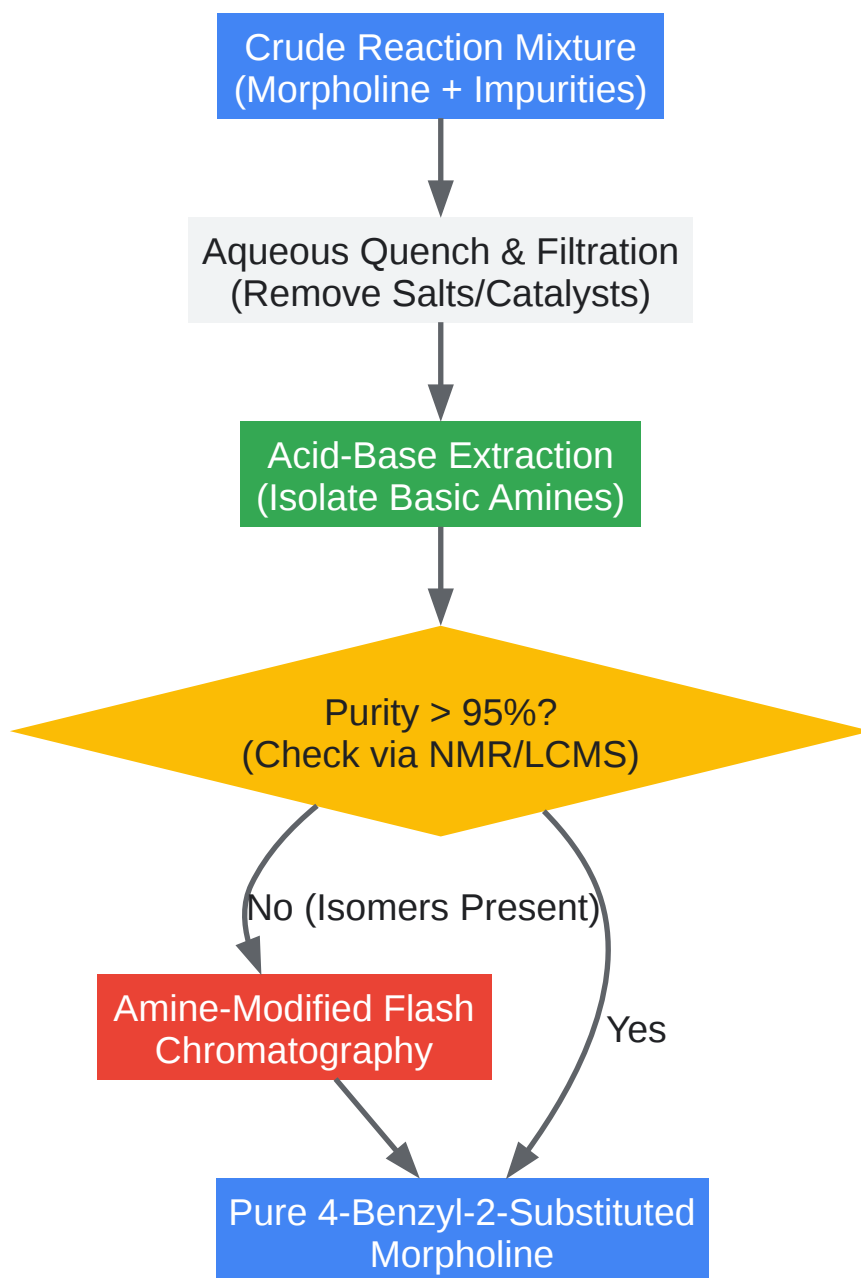 Crude Reaction Mixture
(Morpholine + Impurities)
Aqueous Quench & Filtration
(Remove Salts/Catalysts)
Acid-Base Extraction
(Isolate Basic Amines)
Purity > 95%?
(Check via NMR/LCMS)
No (Isomers Present)
Amine-Modified Flash
Chromatography
Yes
Pure 4-Benzyl-2-Substituted
Morpholine